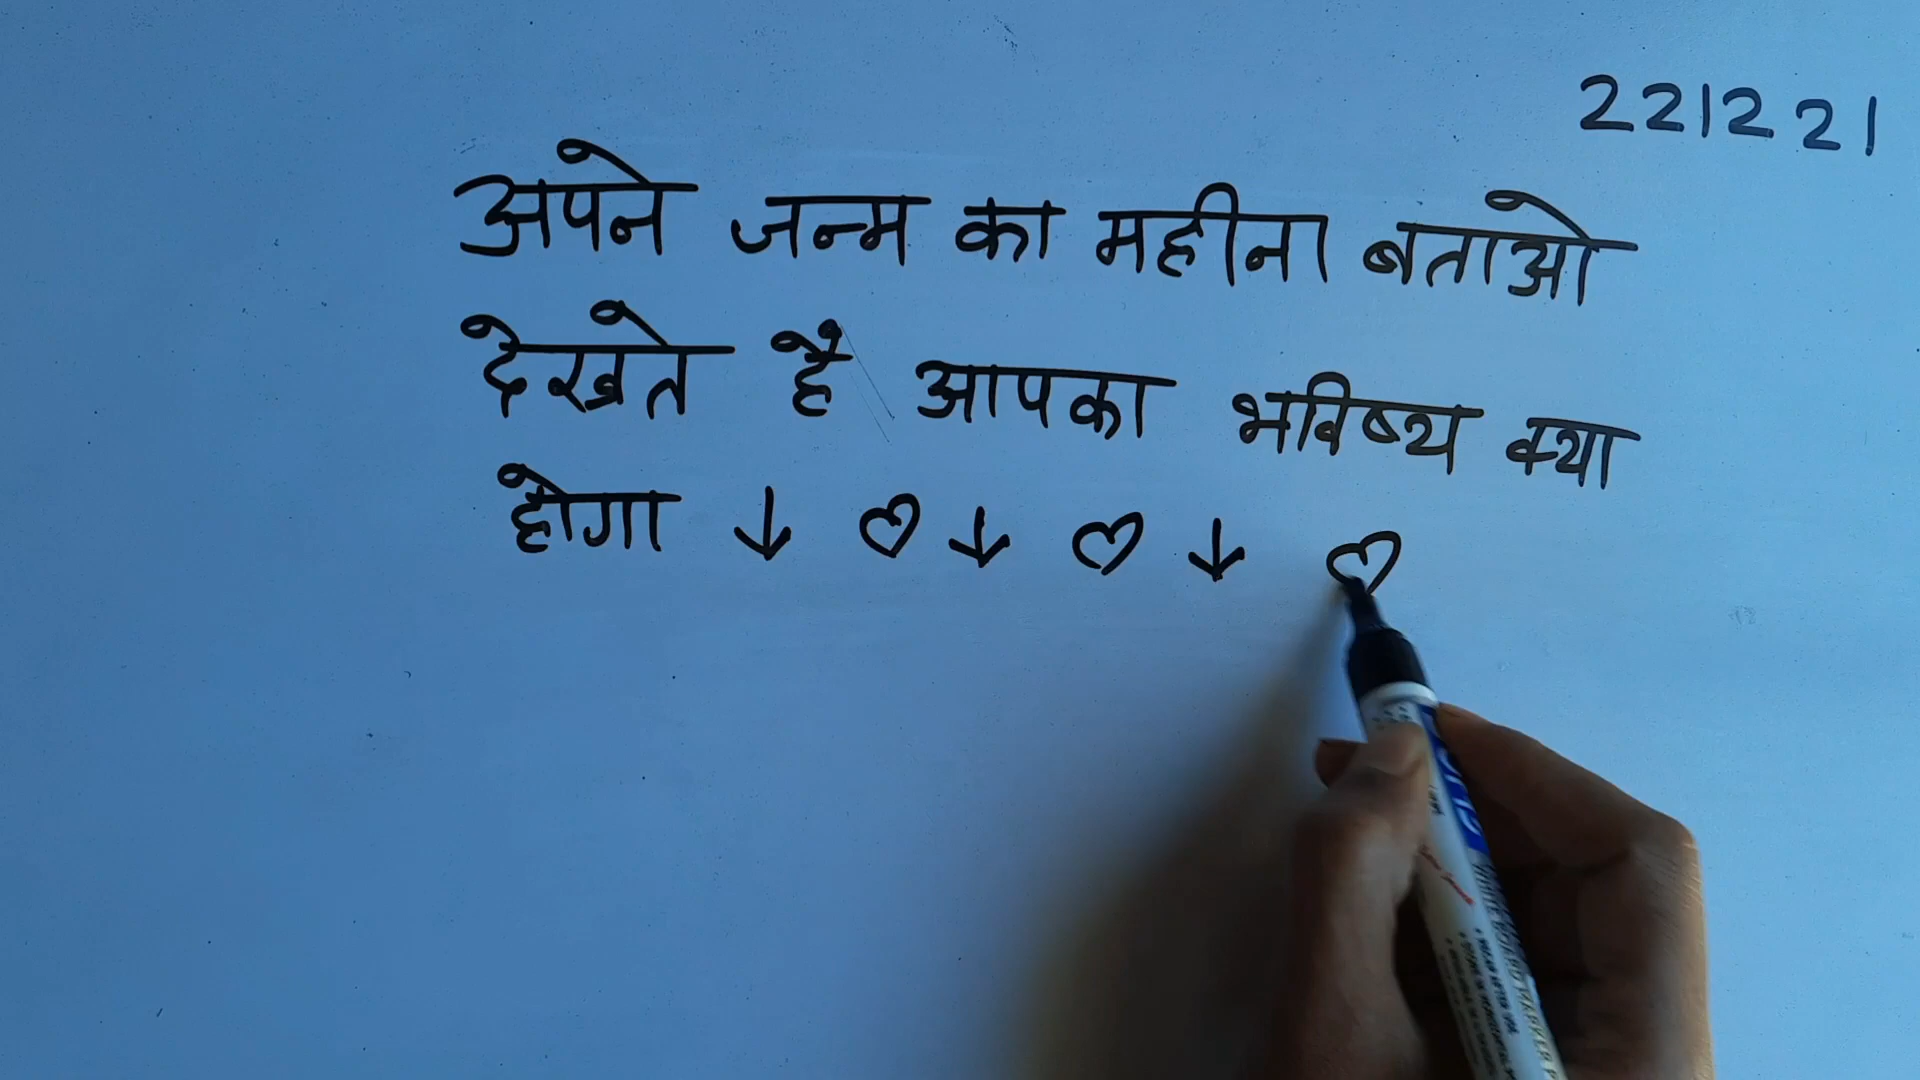 221221
अपने जन्म का महीना बताओ
देखते है आपका भविष्य क्या
होगा ↓ ♡ ↓ ♡ ↓ ♡